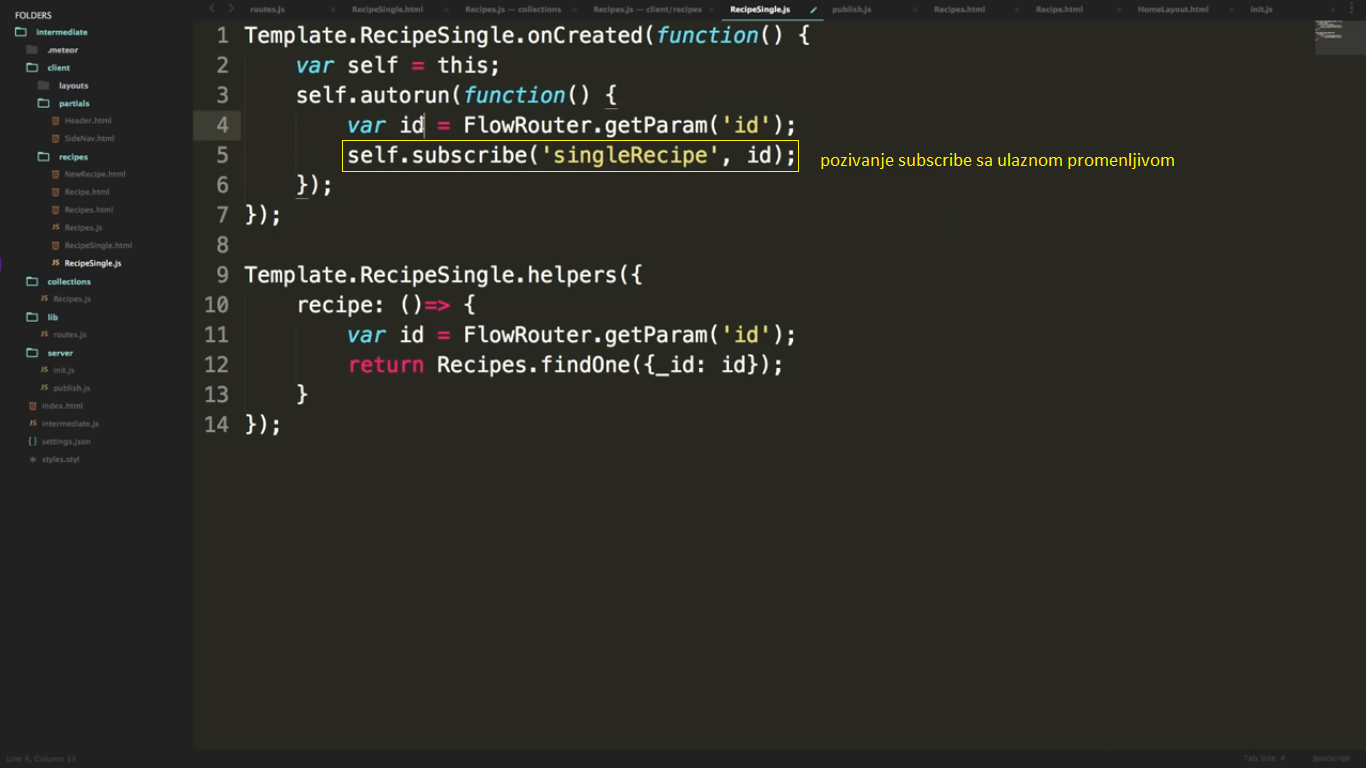 FOLDERS
intermediate
.meteor
client
layouts
partials
Header.html
SideNav.html
recipes
NewRecipe.html
Recipe.html
Recipes.html
Recipes.js
RecipeSingle.html
RecipeSingle.js
collections
Recipes.js
lib
routes.js
server
init.js
publish.js
index.html
intermediate.js
settings.json
styles.styl
routes.js RecipeSingle.html Recipes.js — collections Recipes.js — client/recipes RecipeSingle.js publish.js Recipes.html Recipe.html HomeLayout.html init.js
1 Template.RecipeSingle.onCreated(function() {
2 var self = this;
3 self.autorun(function() {
4 var id = FlowRouter.getParam('id');
5 self.subscribe('singleRecipe', id);
pozivanje subscribe sa ulaznom promenljivom
6 });
7 });
8
9 Template.RecipeSingle.helpers({
10 recipe: ()=> {
11 var id = FlowRouter.getParam('id');
12 return Recipes.findOne({_id: id});
13 }
14 });
Tab Size: 4 JavaScript